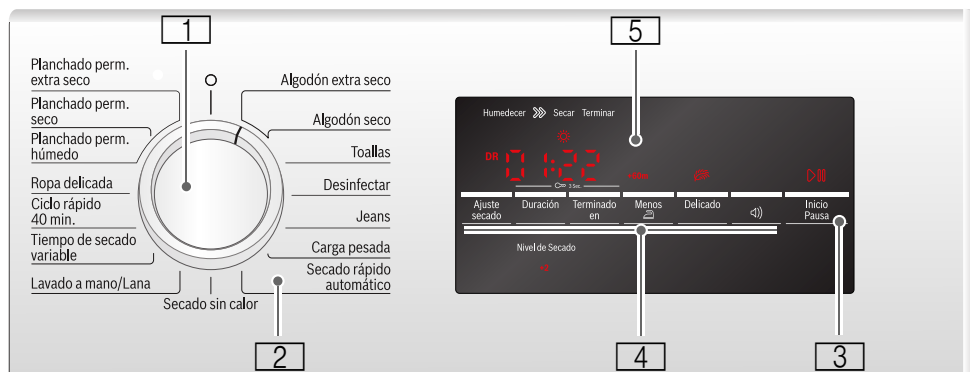 1
5
Planchado perm.
extra seco
Planchado perm.
seco
Planchado perm.
húmedo
Ropa delicada
Ciclo rápido
40 min.
Tiempo de secado
variable
Lavado a mano/Lana
Secado sin calor
Algodón extra seco
Algodón seco
Toallas
Desinfectar
Jeans
Carga pesada
Secado rápido
automático
2
Humedecer Secar Terminar
DR 01:22
3 Sec.
Ajuste
secado
Duración
Terminado
en
Menos
Delicado
Inicio
Pausa
Nivel de Secado
4
3